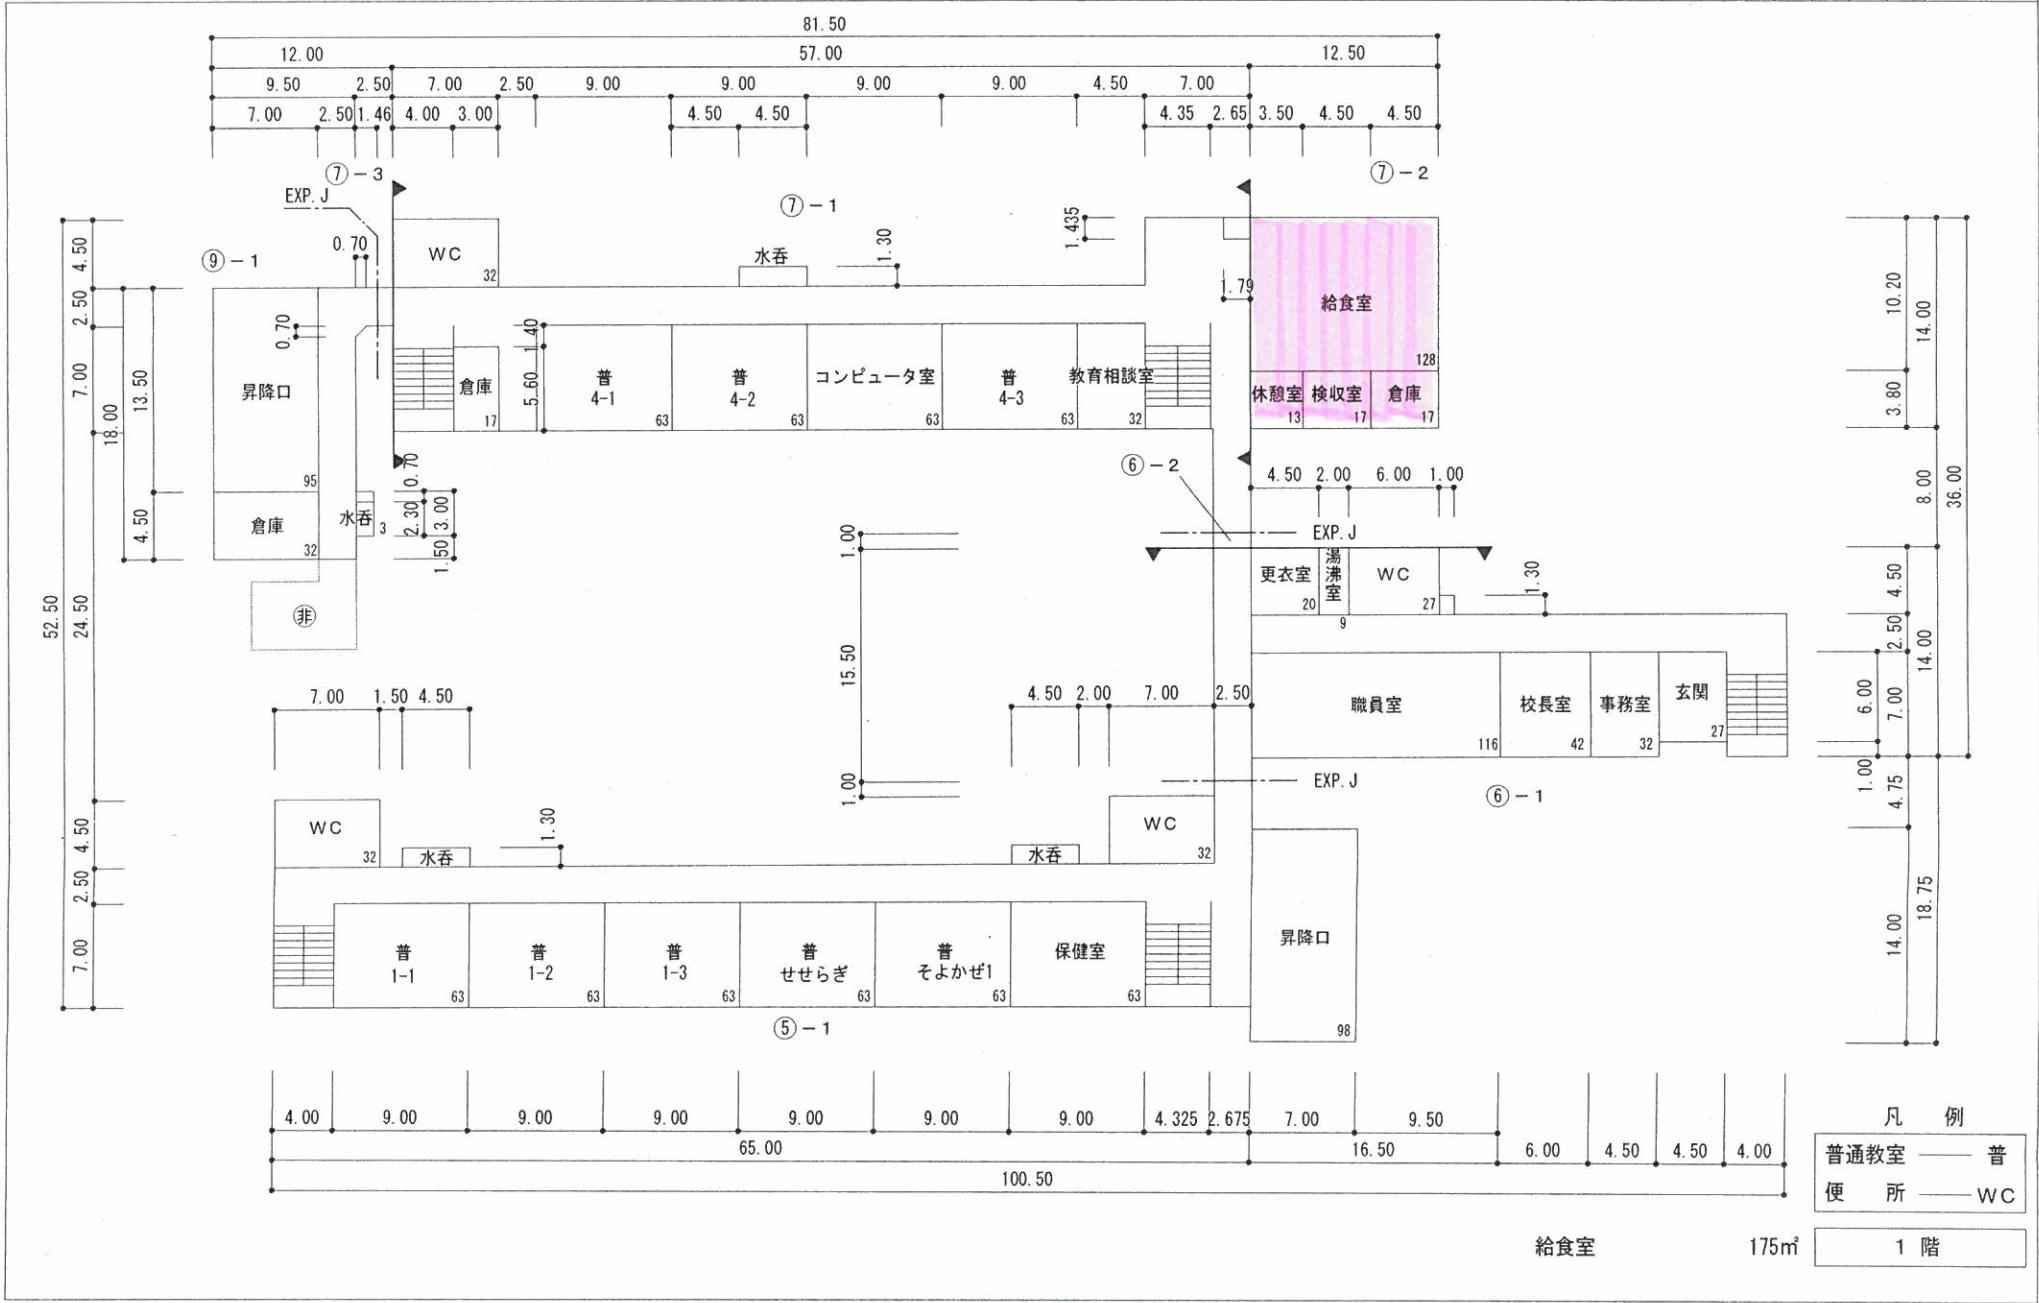 81.50
12.00 57.00 12.50
9.50 2.50 7.00 2.50 9.00 9.00 9.00 9.00 4.50 7.00
7.00 2.50 1.46 4.00 3.00 4.50 4.50 4.35 2.65 3.50 4.50 4.50
⑦－3 ⑦－1 ⑦－2
EXP.J
⑨－1
0.70
WC
32
水呑
1.30
1.435
1.79
給食室
128
休憩室
13
検収室
17
倉庫
17
昇降口
95
0.70
倉庫
17
1.40
5.60
普
4-1
63
普
4-2
63
コンピュータ室
63
普
4-3
63
教育相談室
32
倉庫
32
水呑
3
0.70
2.30
3.00
1.50
非
52.50
4.50
2.50
7.00
24.50
4.50
2.50
7.00
18.00
13.50
4.50
10.20
3.80
14.00
8.00
36.00
4.50
2.50
7.00
14.00
6.00
1.00
4.75
14.00
18.75
⑥－2
4.50 2.00 6.00 1.00
EXP.J
更衣室
20
湯沸室
9
WC
27
1.30
1.00
15.50
1.00
職員室
116
校長室
42
事務室
32
玄関
27
7.00 1.50 4.50
4.50 2.00 7.00 2.50
EXP.J
⑥－1
WC
32
水呑
1.30
水呑
WC
32
普
1-1
63
普
1-2
63
普
1-3
63
普
せせらぎ
63
普
そよかぜ1
63
保健室
63
昇降口
98
⑤－1
4.00 9.00 9.00 9.00 9.00 9.00 9.00 4.325 2.675 7.00 9.50
65.00 16.50 6.00 4.50 4.50 4.00
100.50
凡 例
普通教室 ―― 普
便 所 ―― WC
給食室 175㎡
1 階